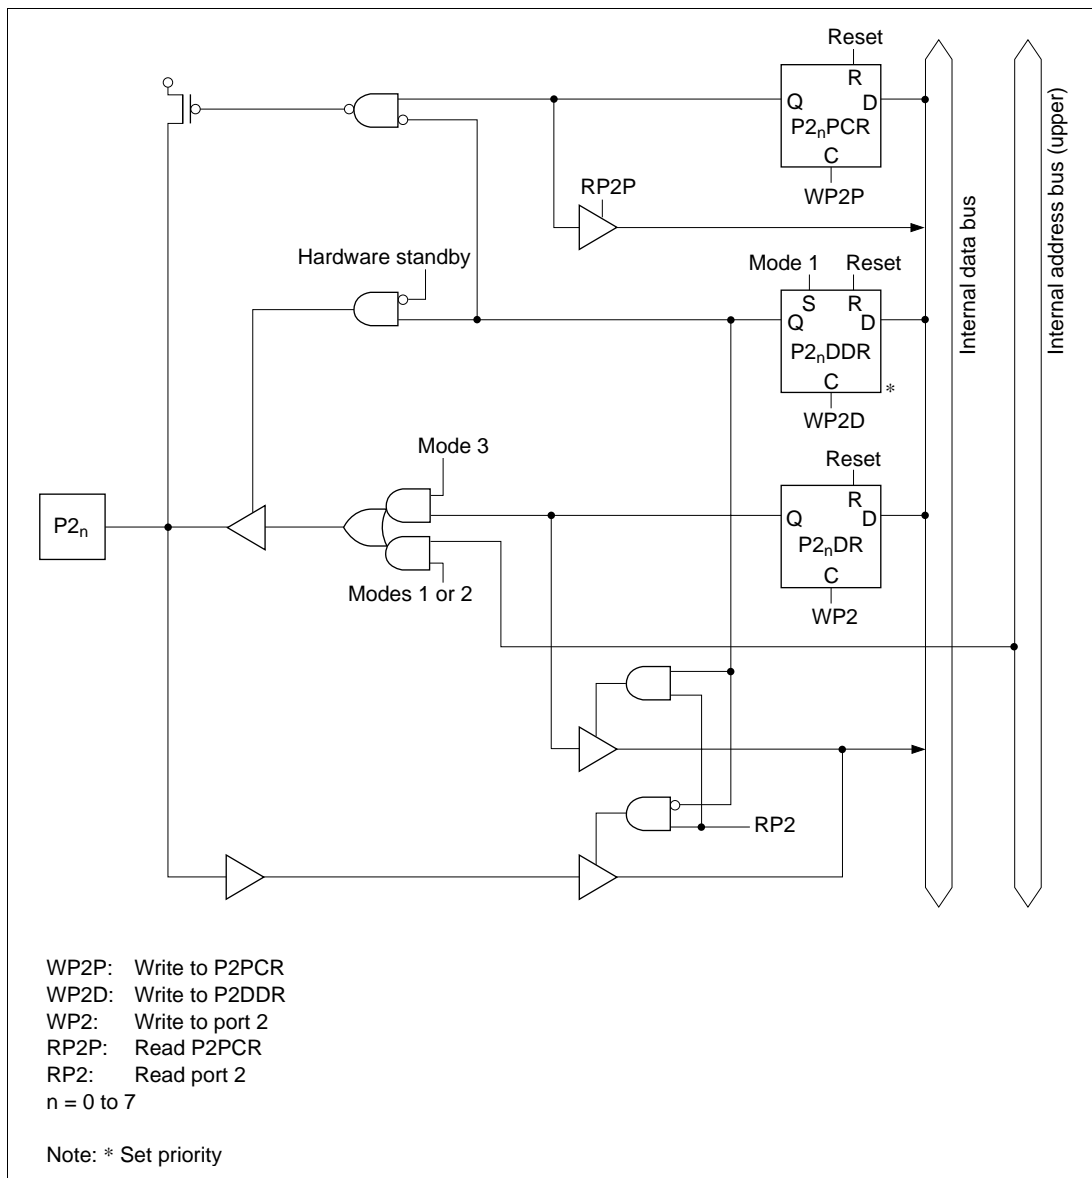 Reset
R
Q D
P2nPCR
C
WP2P
RP2P
Hardware standby
Mode 1 Reset
S R
Q D
P2nDDR
C
*
WP2D
Mode 3
Reset
R
Q D
P2nDR
C
WP2
P2n
Modes 1 or 2
RP2
Internal data bus
Internal address bus (upper)
WP2P: Write to P2PCR
WP2D: Write to P2DDR
WP2: Write to port 2
RP2P: Read P2PCR
RP2: Read port 2
n = 0 to 7
Note: * Set priority